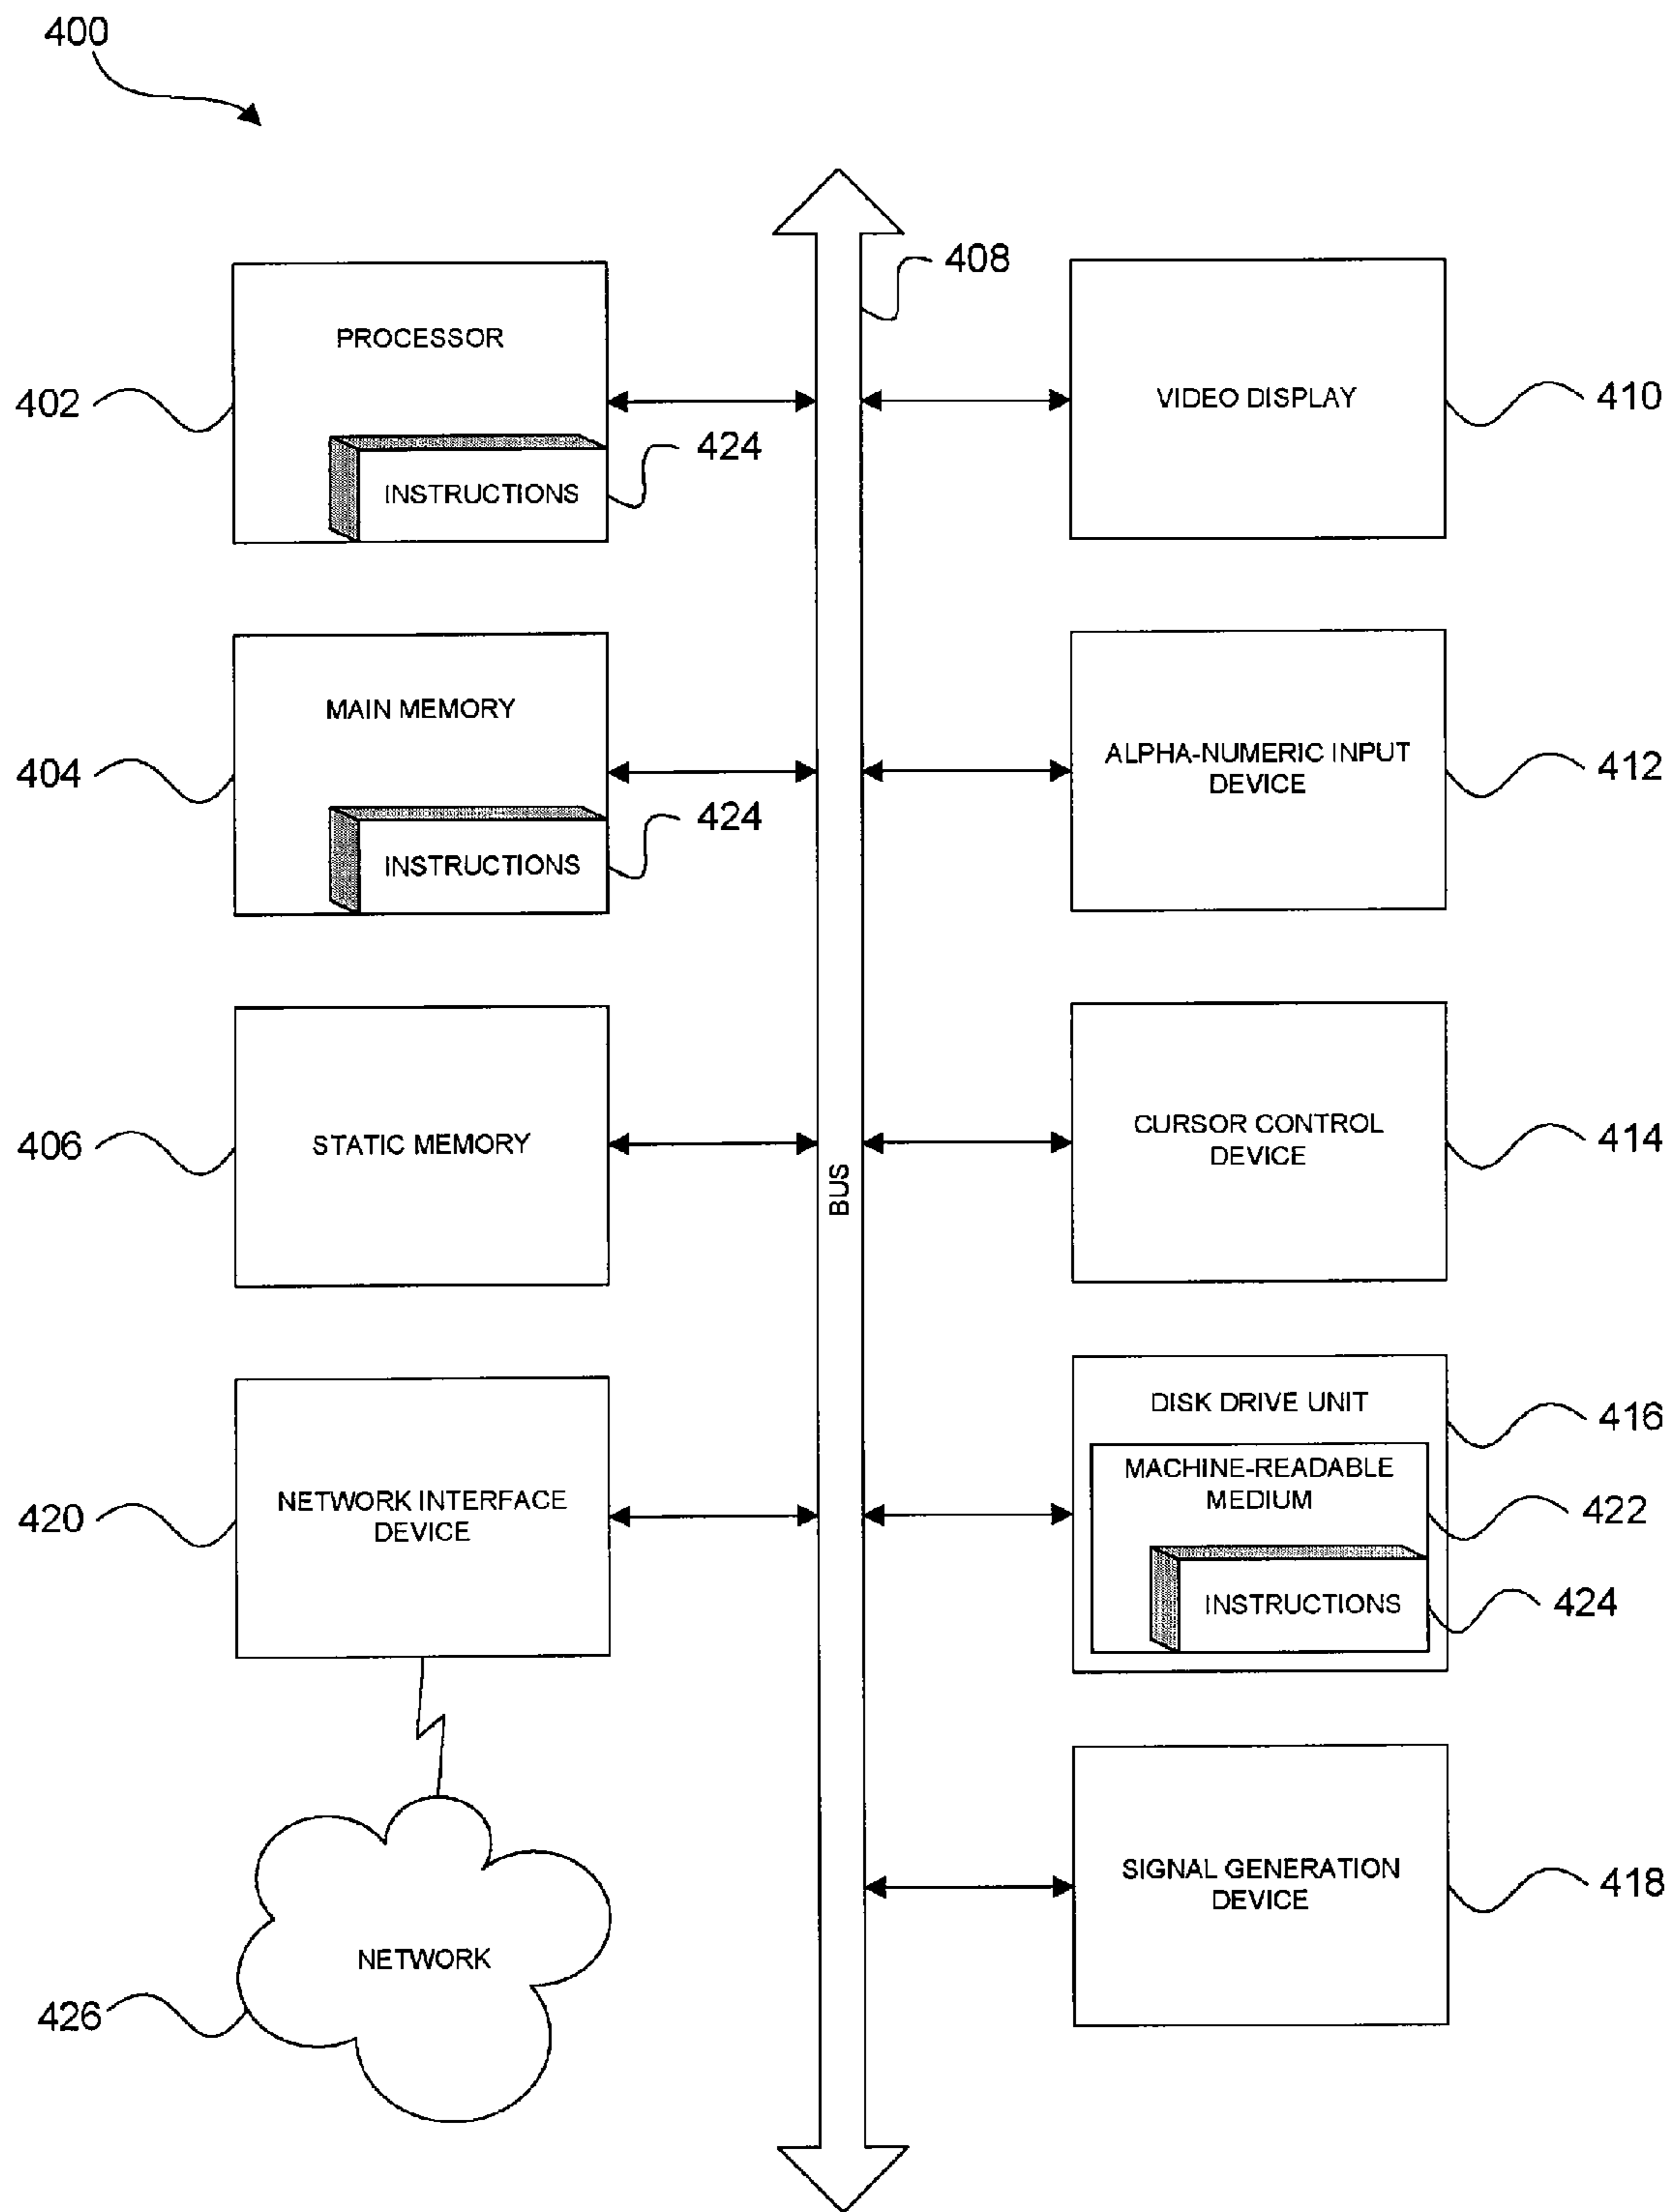 400
408
PROCESSOR
402
424
INSTRUCTIONS
VIDEO DISPLAY
410
MAIN MEMORY
404
424
INSTRUCTIONS
ALPHA-NUMERIC INPUT
DEVICE
412
STATIC MEMORY
406
BUS
CURSOR CONTROL
DEVICE
414
NETWORK INTERFACE
DEVICE
420
DISK DRIVE UNIT
416
MACHINE-READABLE
MEDIUM
422
INSTRUCTIONS
424
NETWORK
426
SIGNAL GENERATION
DEVICE
418